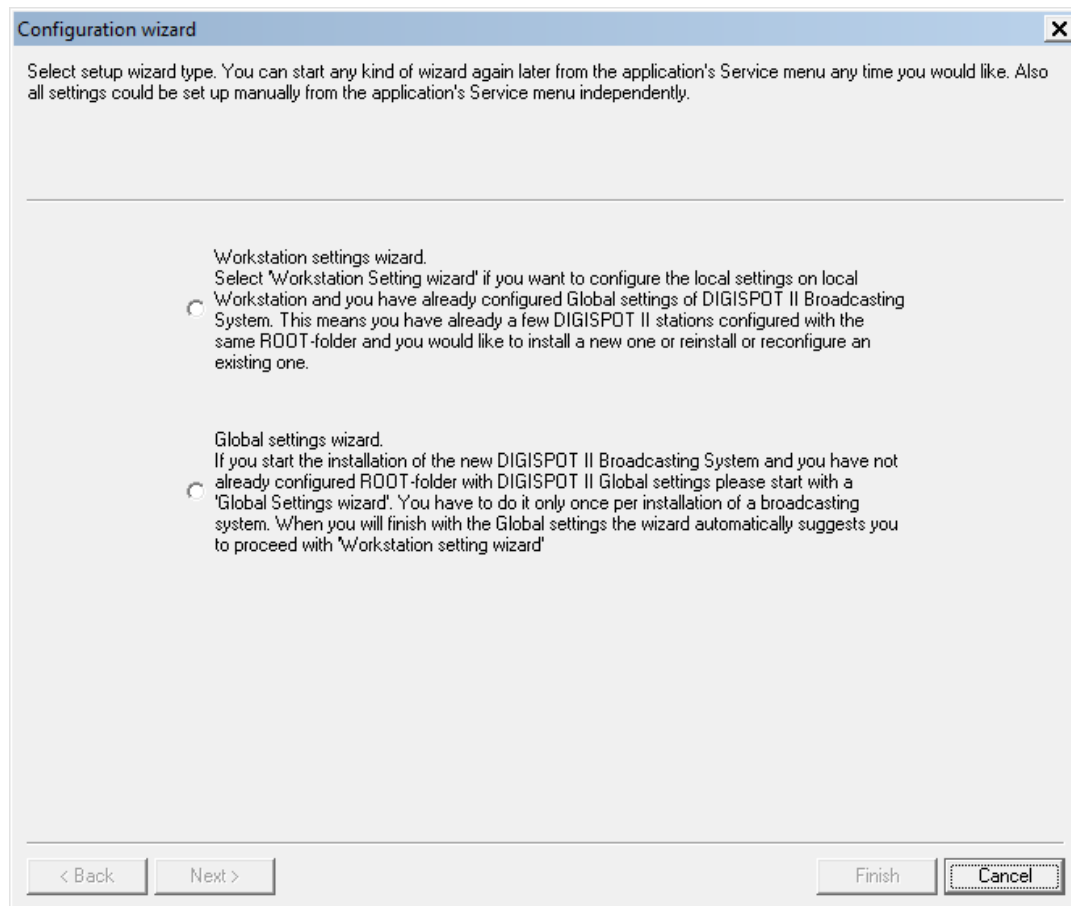 Configuration wizard
Select setup wizard type. You can start any kind of wizard again later from the application's Service menu any time you would like. Also
all settings could be set up manually from the application's Service menu independently.
Workstation settings wizard.
Select 'Workstation Setting wizard' if you want to configure the local settings on local
Workstation and you have already configured Global settings of DIGISPOT II Broadcasting
System. This means you have already a few DIGISPOT II stations configured with the
same ROOT-folder and you would like to install a new one or reinstall or reconfigure an
existing one.
Global settings wizard.
If you start the installation of the new DIGISPOT II Broadcasting System and you have not
already configured ROOT-folder with DIGISPOT II Global settings please start with a
'Global Settings wizard'. You have to do it only once per installation of a broadcasting
system. When you will finish with the Global settings the wizard automatically suggests you
to proceed with 'Workstation setting wizard'
< Back
Next >
Finish
Cancel